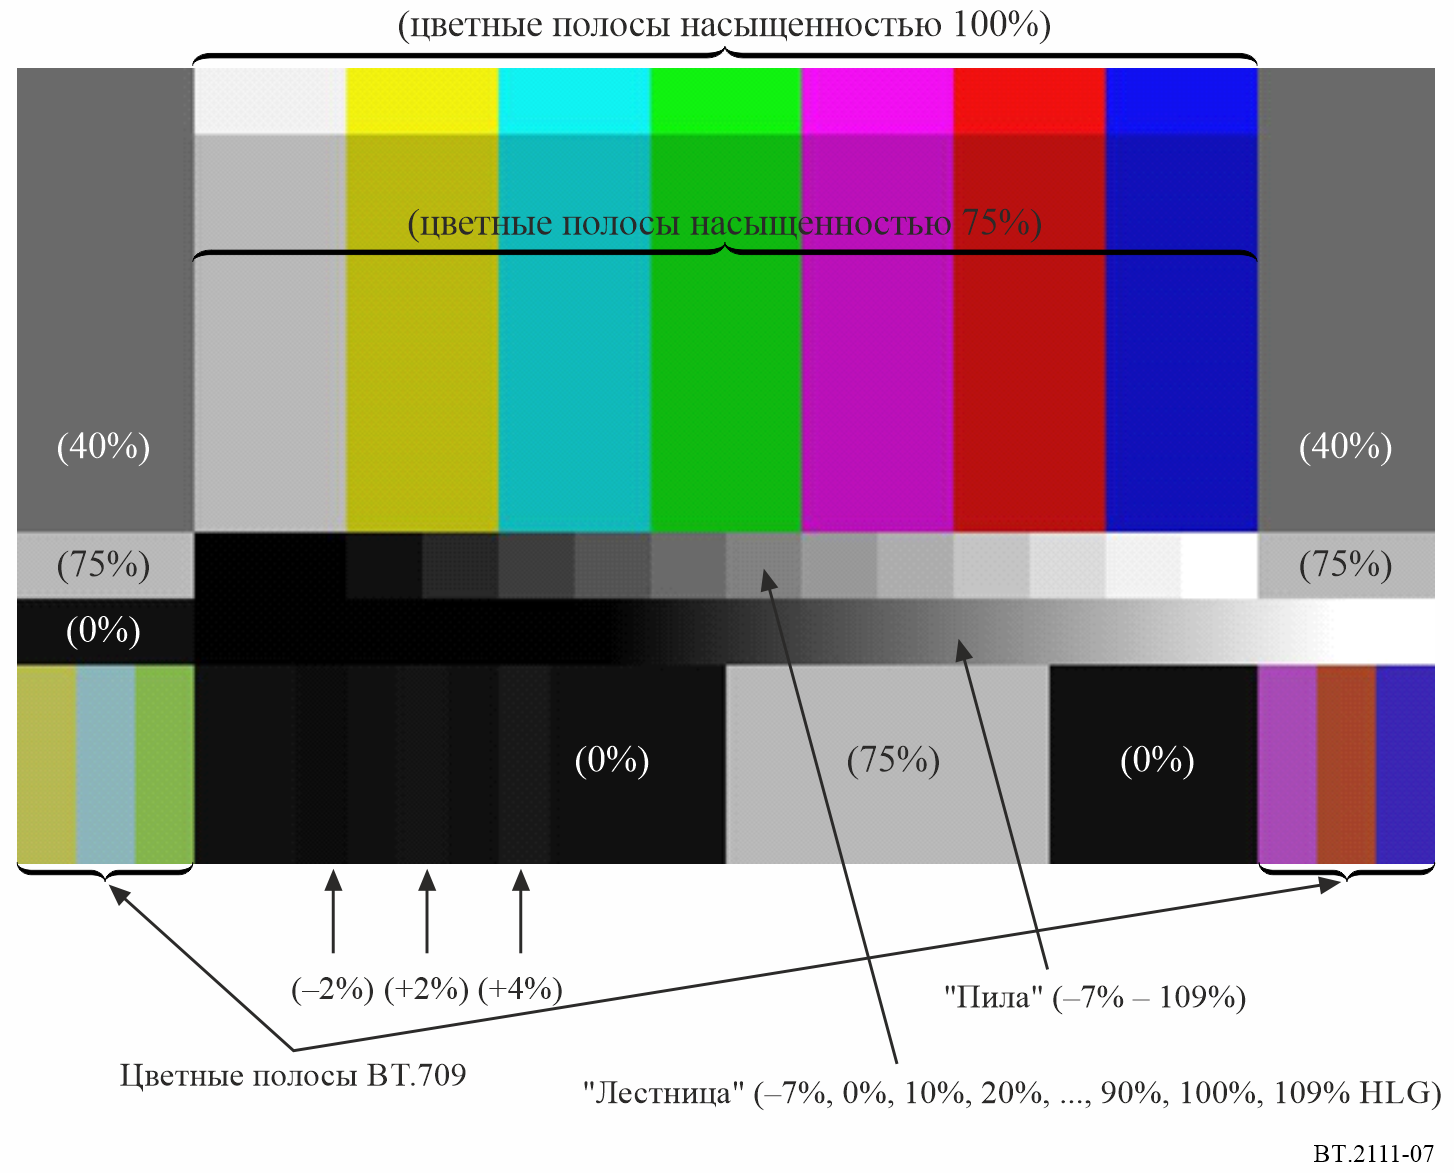 (цветные полосы насыщенностью 100%)
(цветные полосы насыщенностью 75%)
(40%)
(40%)
(75%)
(75%)
(0%)
(0%)
(75%)
(0%)
(–2%) (+2%) (+4%)
"Пила" (–7% – 109%)
Цветные полосы BT.709
"Лестница" (–7%, 0%, 10%, 20%, ..., 90%, 100%, 109% HLG)
BT.2111-07